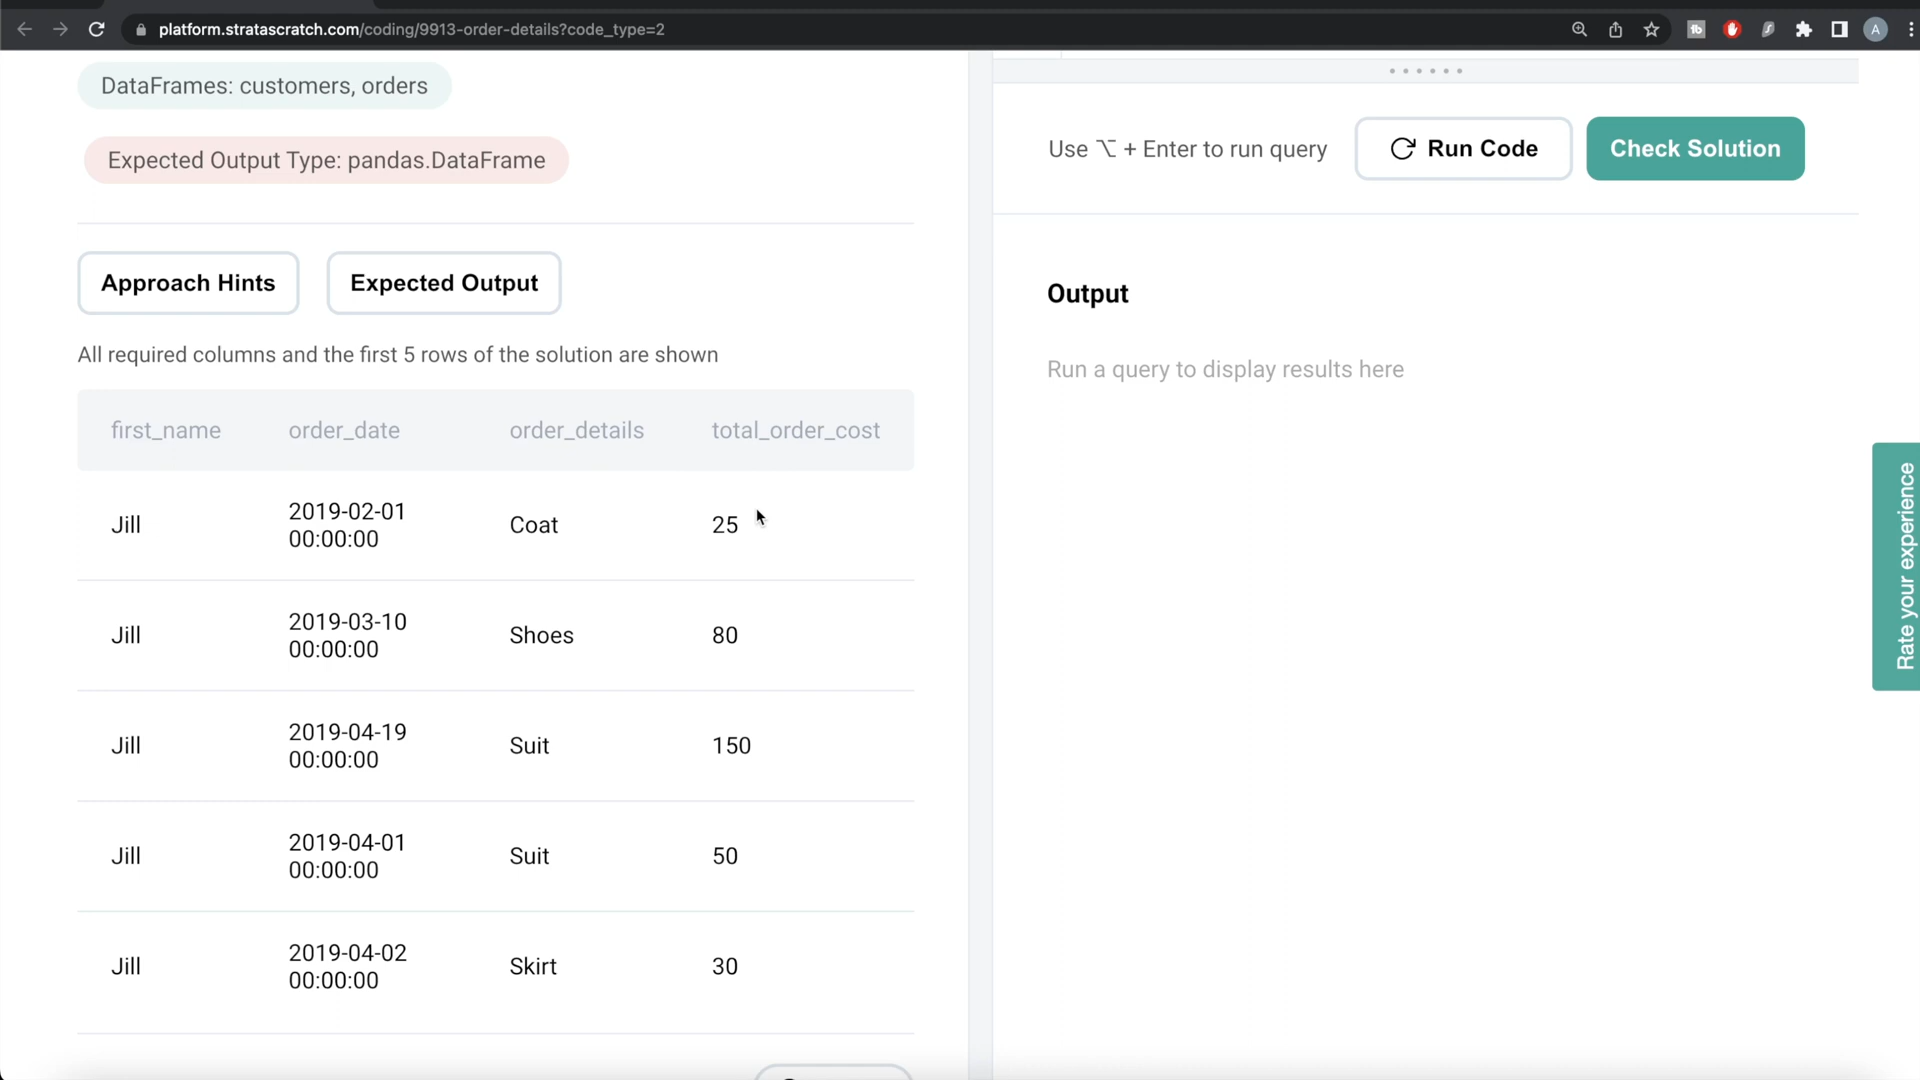 platform.stratascratch.com/coding/9913-order-details?code_type=2
A
DataFrames: customers, orders
Expected Output Type: pandas.DataFrame
Use ⌥ + Enter to run query
Run Code
Check Solution
Approach Hints
Expected Output
Output
All required columns and the first 5 rows of the solution are shown
Run a query to display results here
first_name order_date order_details total_order_cost
Jill 2019-02-01 Coat 25
00:00:00
Jill 2019-03-10 Shoes 80
00:00:00
Jill 2019-04-19 Suit 150
00:00:00
Jill 2019-04-01 Suit 50
00:00:00
Jill 2019-04-02 Skirt 30
00:00:00
Rate your experience